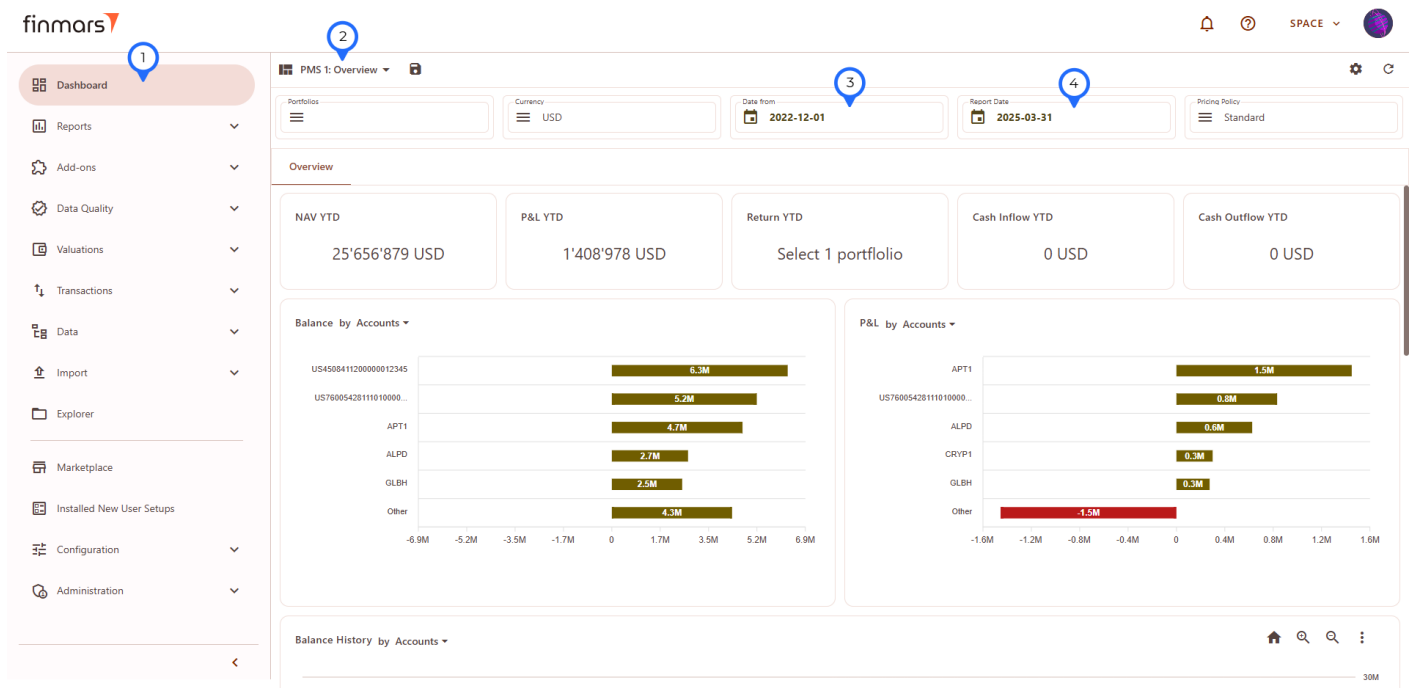 finmars
SPACE
1
2
3
4
Dashboard
Reports
Add-ons
Data Quality
Valuations
Transactions
Data
Import
Explorer
Marketplace
Installed New User Setups
Configuration
Administration
PMS 1: Overview
Portfolios
Currency
USD
Date from
2022-12-01
Report Date
2025-03-31
Pricing Policy
Standard
Overview
NAV YTD
25'656'879 USD
P&L YTD
1'408'978 USD
Return YTD
Select 1 portflolio
Cash Inflow YTD
0 USD
Cash Outflow YTD
0 USD
Balance by Accounts
US4508411200000012345
6.3M
US76005428111010000...
5.2M
APT1
4.7M
ALPD
2.7M
GLBH
2.5M
Other
4.3M
-6.9M -5.2M -3.5M -1.7M 0 1.7M 3.5M 5.2M 6.9M
P&L by Accounts
APT1
1.5M
US76005428111010000...
0.8M
ALPD
0.6M
CRYP1
0.3M
GLBH
0.3M
Other
-1.5M
-1.6M -1.2M -0.8M -0.4M 0 0.4M 0.8M 1.2M 1.6M
Balance History by Accounts
30M